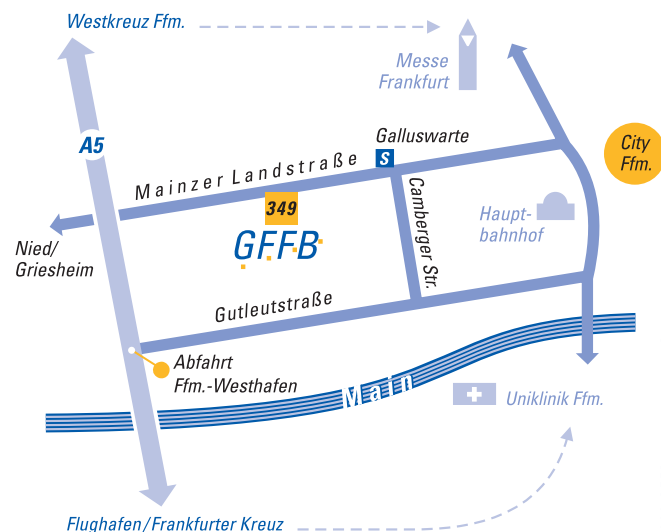 Westkreuz Ffm.
Messe
Frankfurt
A5
Galluswarte
S
City
Ffm.
Mainzer Landstraße
349
GFFB
Camberger Str.
Haupt-
bahnhof
Nied/
Griesheim
Gutleutstraße
Abfahrt
Ffm.-Westhafen
Main
Uniklinik Ffm.
Flughafen/Frankfurter Kreuz